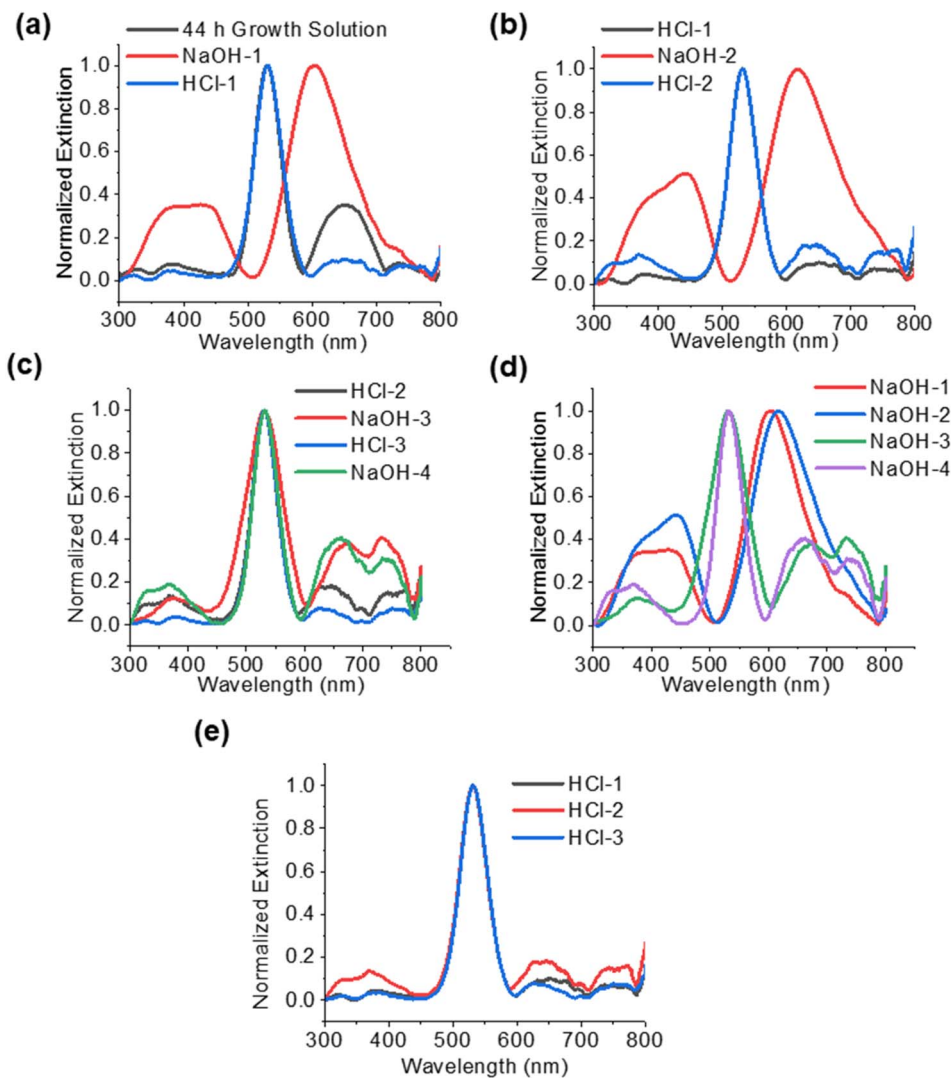 (a)
44 h Growth Solution
NaOH-1
HCl-1
Normalized Extinction
1.0
0.8
0.6
0.4
0.2
0.0
300 400 500 600 700 800
Wavelength (nm)
(b)
HCl-1
NaOH-2
HCl-2
Normalized Extinction
1.0
0.8
0.6
0.4
0.2
0.0
300 400 500 600 700 800
Wavelength (nm)
(c)
HCl-2
NaOH-3
HCl-3
NaOH-4
Normalized Extinction
1.0
0.8
0.6
0.4
0.2
0.0
300 400 500 600 700 800
Wavelength (nm)
(d)
NaOH-1
NaOH-2
NaOH-3
NaOH-4
Normalized Extinction
1.0
0.8
0.6
0.4
0.2
0.0
300 400 500 600 700 800
Wavelength (nm)
(e)
HCl-1
HCl-2
HCl-3
Normalized Extinction
1.0
0.8
0.6
0.4
0.2
0.0
300 400 500 600 700 800
Wavelength (nm)